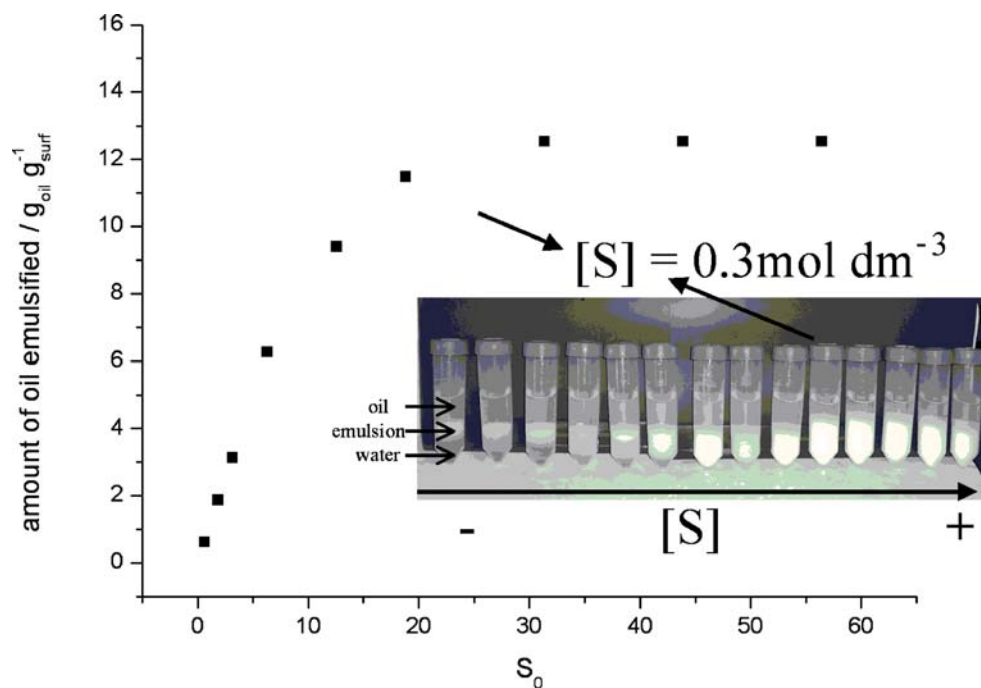 16
14
12
10
8
6
4
2
0
amount of oil emulsified / g_oil g_surf^-1
[S] = 0.3mol dm^-3
oil
emulsion
water
- [S] +
0 10 20 30 40 50 60
S_0